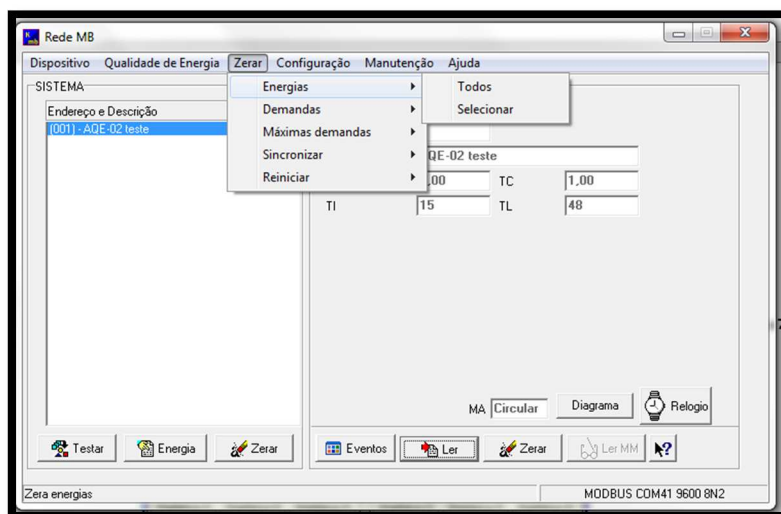 Rede MB
Dispositivo Qualidade de Energia Zerar Configuração Manutenção Ajuda
SISTEMA
Energias
Todos
Endereço e Descrição
Demandas
Selecionar
(001) - AQE-02 teste
Máximas demandas
Sincronizar
QE-02 teste
Reiniciar
,00 TC 1,00
TI 15 TL 48
MA Circular Diagrama Relogio
Testar Energia Zerar Eventos Ler Zerar Ler MM
Zera energias MODBUS COM41 9600 8N2